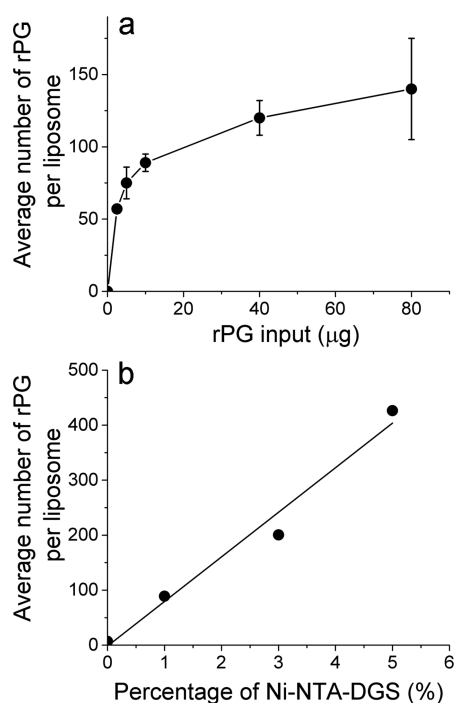 a
150
100
50
0
0 20 40 60 80
Average number of rPG
per liposome
rPG input (μg)
b
500
400
300
200
100
0
0 1 2 3 4 5 6
Average number of rPG
per liposome
Percentage of Ni-NTA-DGS (%)